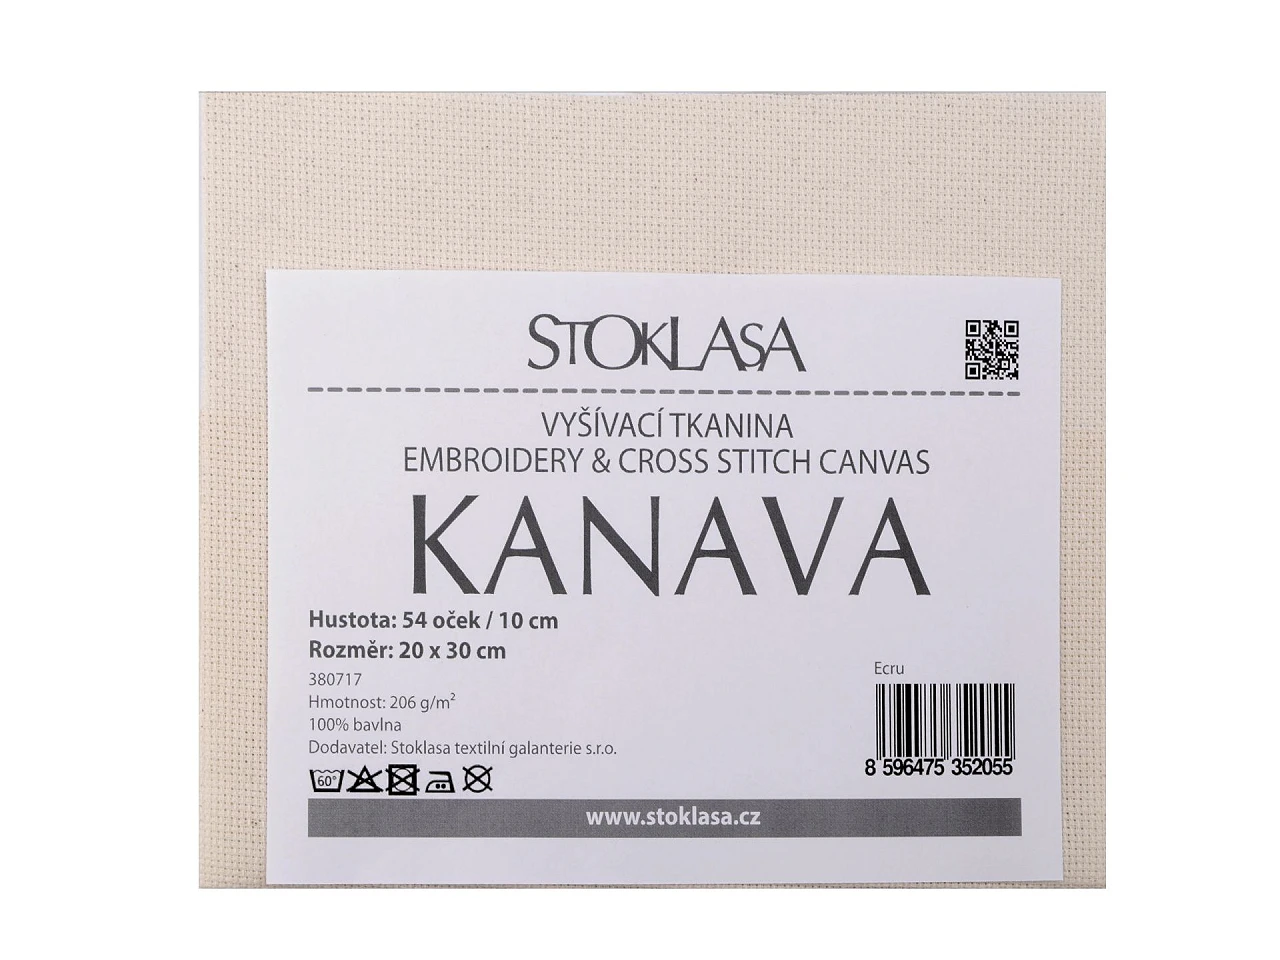 STOKLASA
VYŠÍVACÍ TKANINA
EMBROIDERY & CROSS STITCH CANVAS
KANAVA
Hustota: 54 oček / 10 cm
Rozměr: 20 x 30 cm
380717
Hmotnost: 206 g/m²
100% bavlna
Dodavatel: Stoklasa textilní galanterie s.r.o.
60°
Ecru
8 596475 352055
www.stoklasa.cz